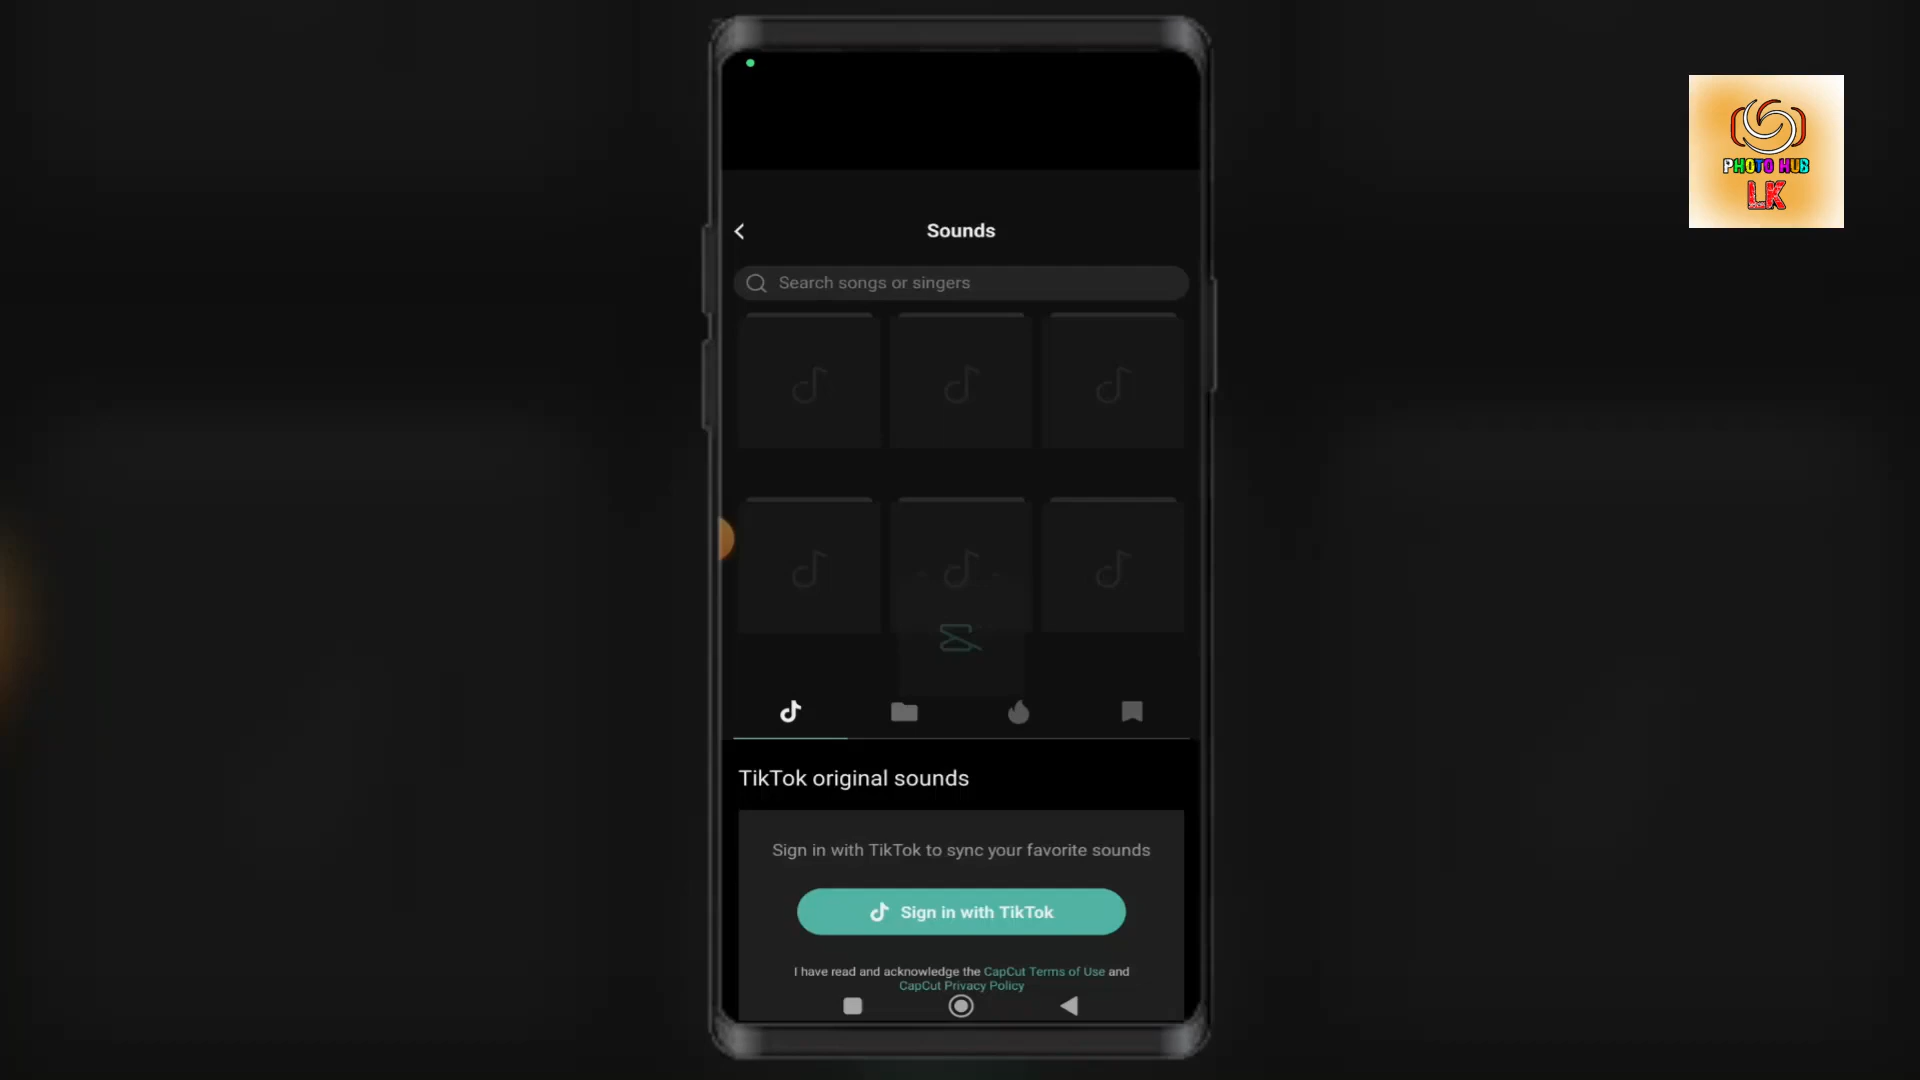 PHOTO HUB
LK
Sounds
Search songs or singers
TikTok original sounds
Sign in with TikTok to sync your favorite sounds
Sign in with TikTok
I have read and acknowledge the CapCut Terms of Use and
CapCut Privacy Policy